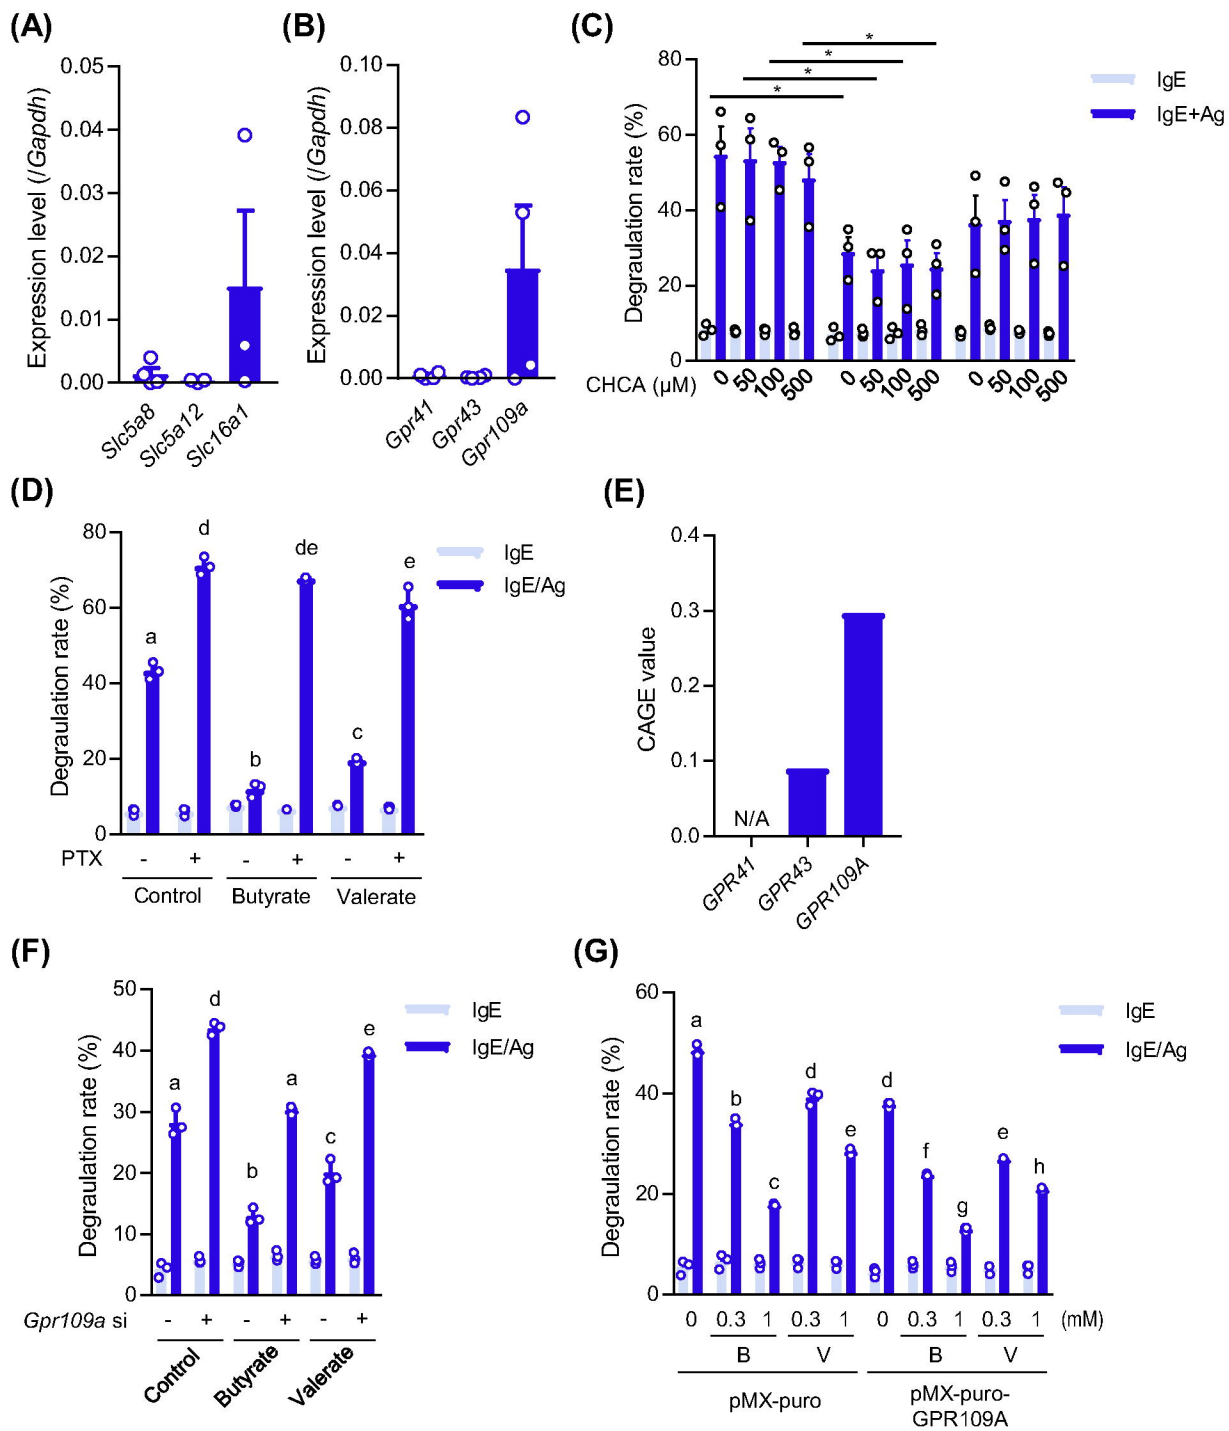 (A)
Expression level (/Gapdh)
0.05
0.04
0.03
0.02
0.01
0.00
Slc5a8
Slc5a12
Slc16a1
(B)
Expression level (/Gapdh)
0.10
0.08
0.06
0.04
0.02
0.00
Gpr41
Gpr43
Gpr109a
(C)
Degraulation rate (%)
80
60
40
20
0
* * * *
IgE
IgE+Ag
CHCA (μM) 0 50 100 500 0 50 100 500 0 50 100 500
(D)
Degraulation rate (%)
80
60
40
20
0
a d b de c e
IgE
IgE/Ag
PTX - + - + - +
Control Butyrate Valerate
(E)
CAGE value
0.4
0.3
0.2
0.1
0.0
N/A
GPR41
GPR43
GPR109A
(F)
Degraulation rate (%)
50
40
30
20
10
0
a d b a c e
IgE
IgE/Ag
Gpr109a si - + - + - +
Control Butyrate Valerate
(G)
Degraulation rate (%)
60
40
20
0
a b c d e d f g e h
IgE
IgE/Ag
0 0.3 1 0.3 1 0 0.3 1 0.3 1 (mM)
B V B V
pMX-puro pMX-puro-
GPR109A